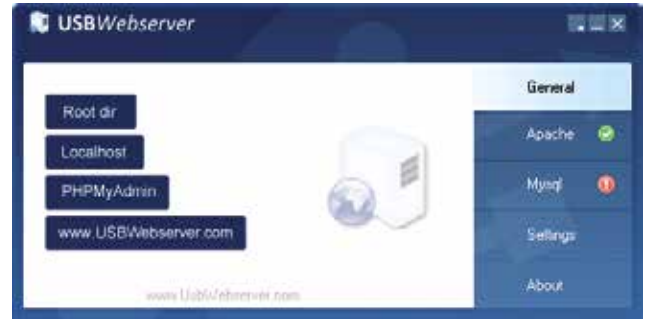 USBWebserver
General
Root dir
Apache
Localhost
Mysql
PHPMyAdmin
www.USBWebserver.com
Settings
About
www.UsbWebserver.com